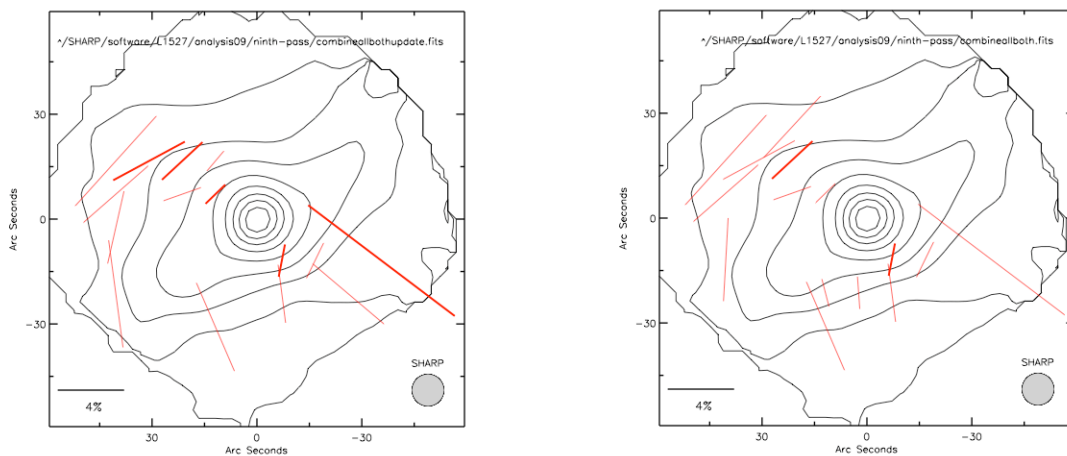 ^/SHARP/software/L1527/analysis09/ninth-pass/combineallbothupdate.fits
30
0
-30
Arc Seconds
SHARP
4%
30
0
-30
Arc Seconds
^/SHARP/software/L1527/analysis09/ninth-pass/combineallboth.fits
30
0
-30
Arc Seconds
SHARP
4%
30
0
-30
Arc Seconds